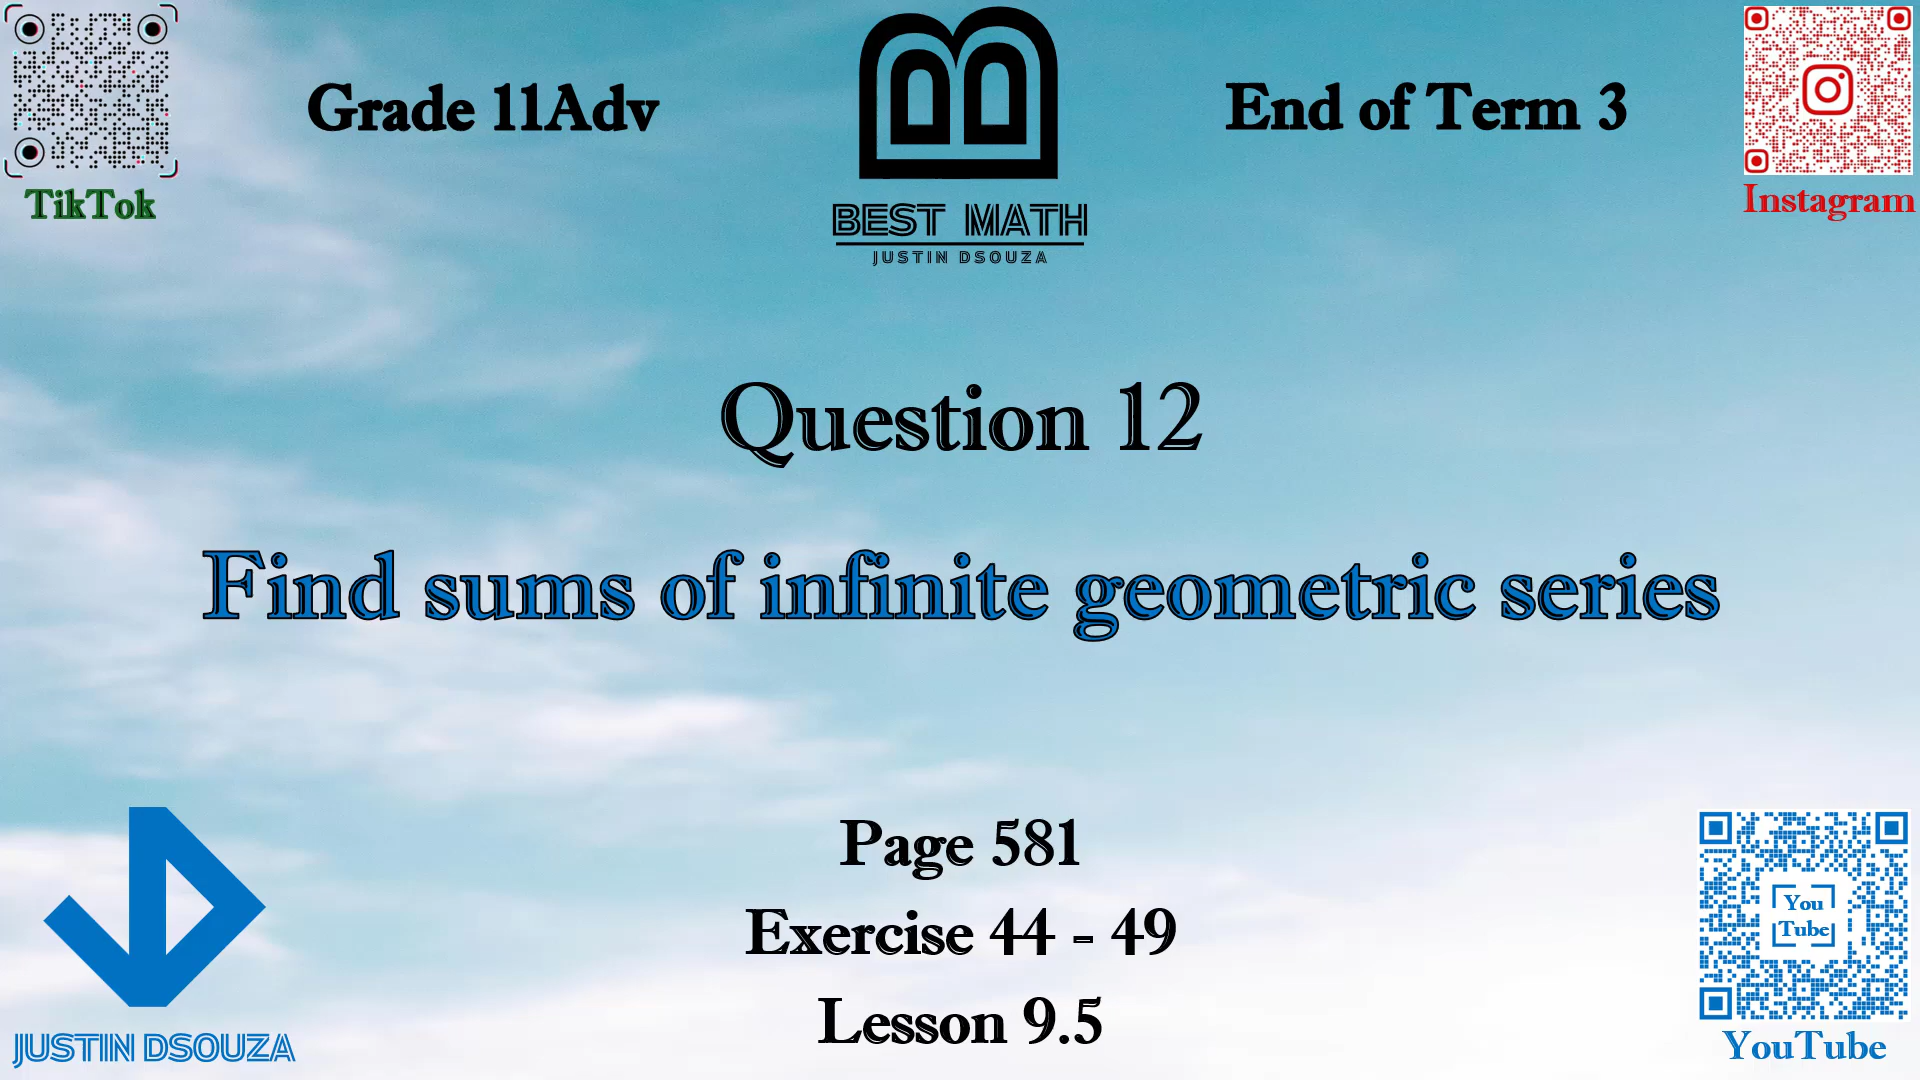 Grade 11Adv
End of Term 3
TikTok
Instagram
BEST MATH
JUSTIN DSOUZA
Question 12
Find sums of infinite geometric series
Page 581
Exercise 44 - 49
Lesson 9.5
JUSTIN DSOUZA
You
Tube
YouTube